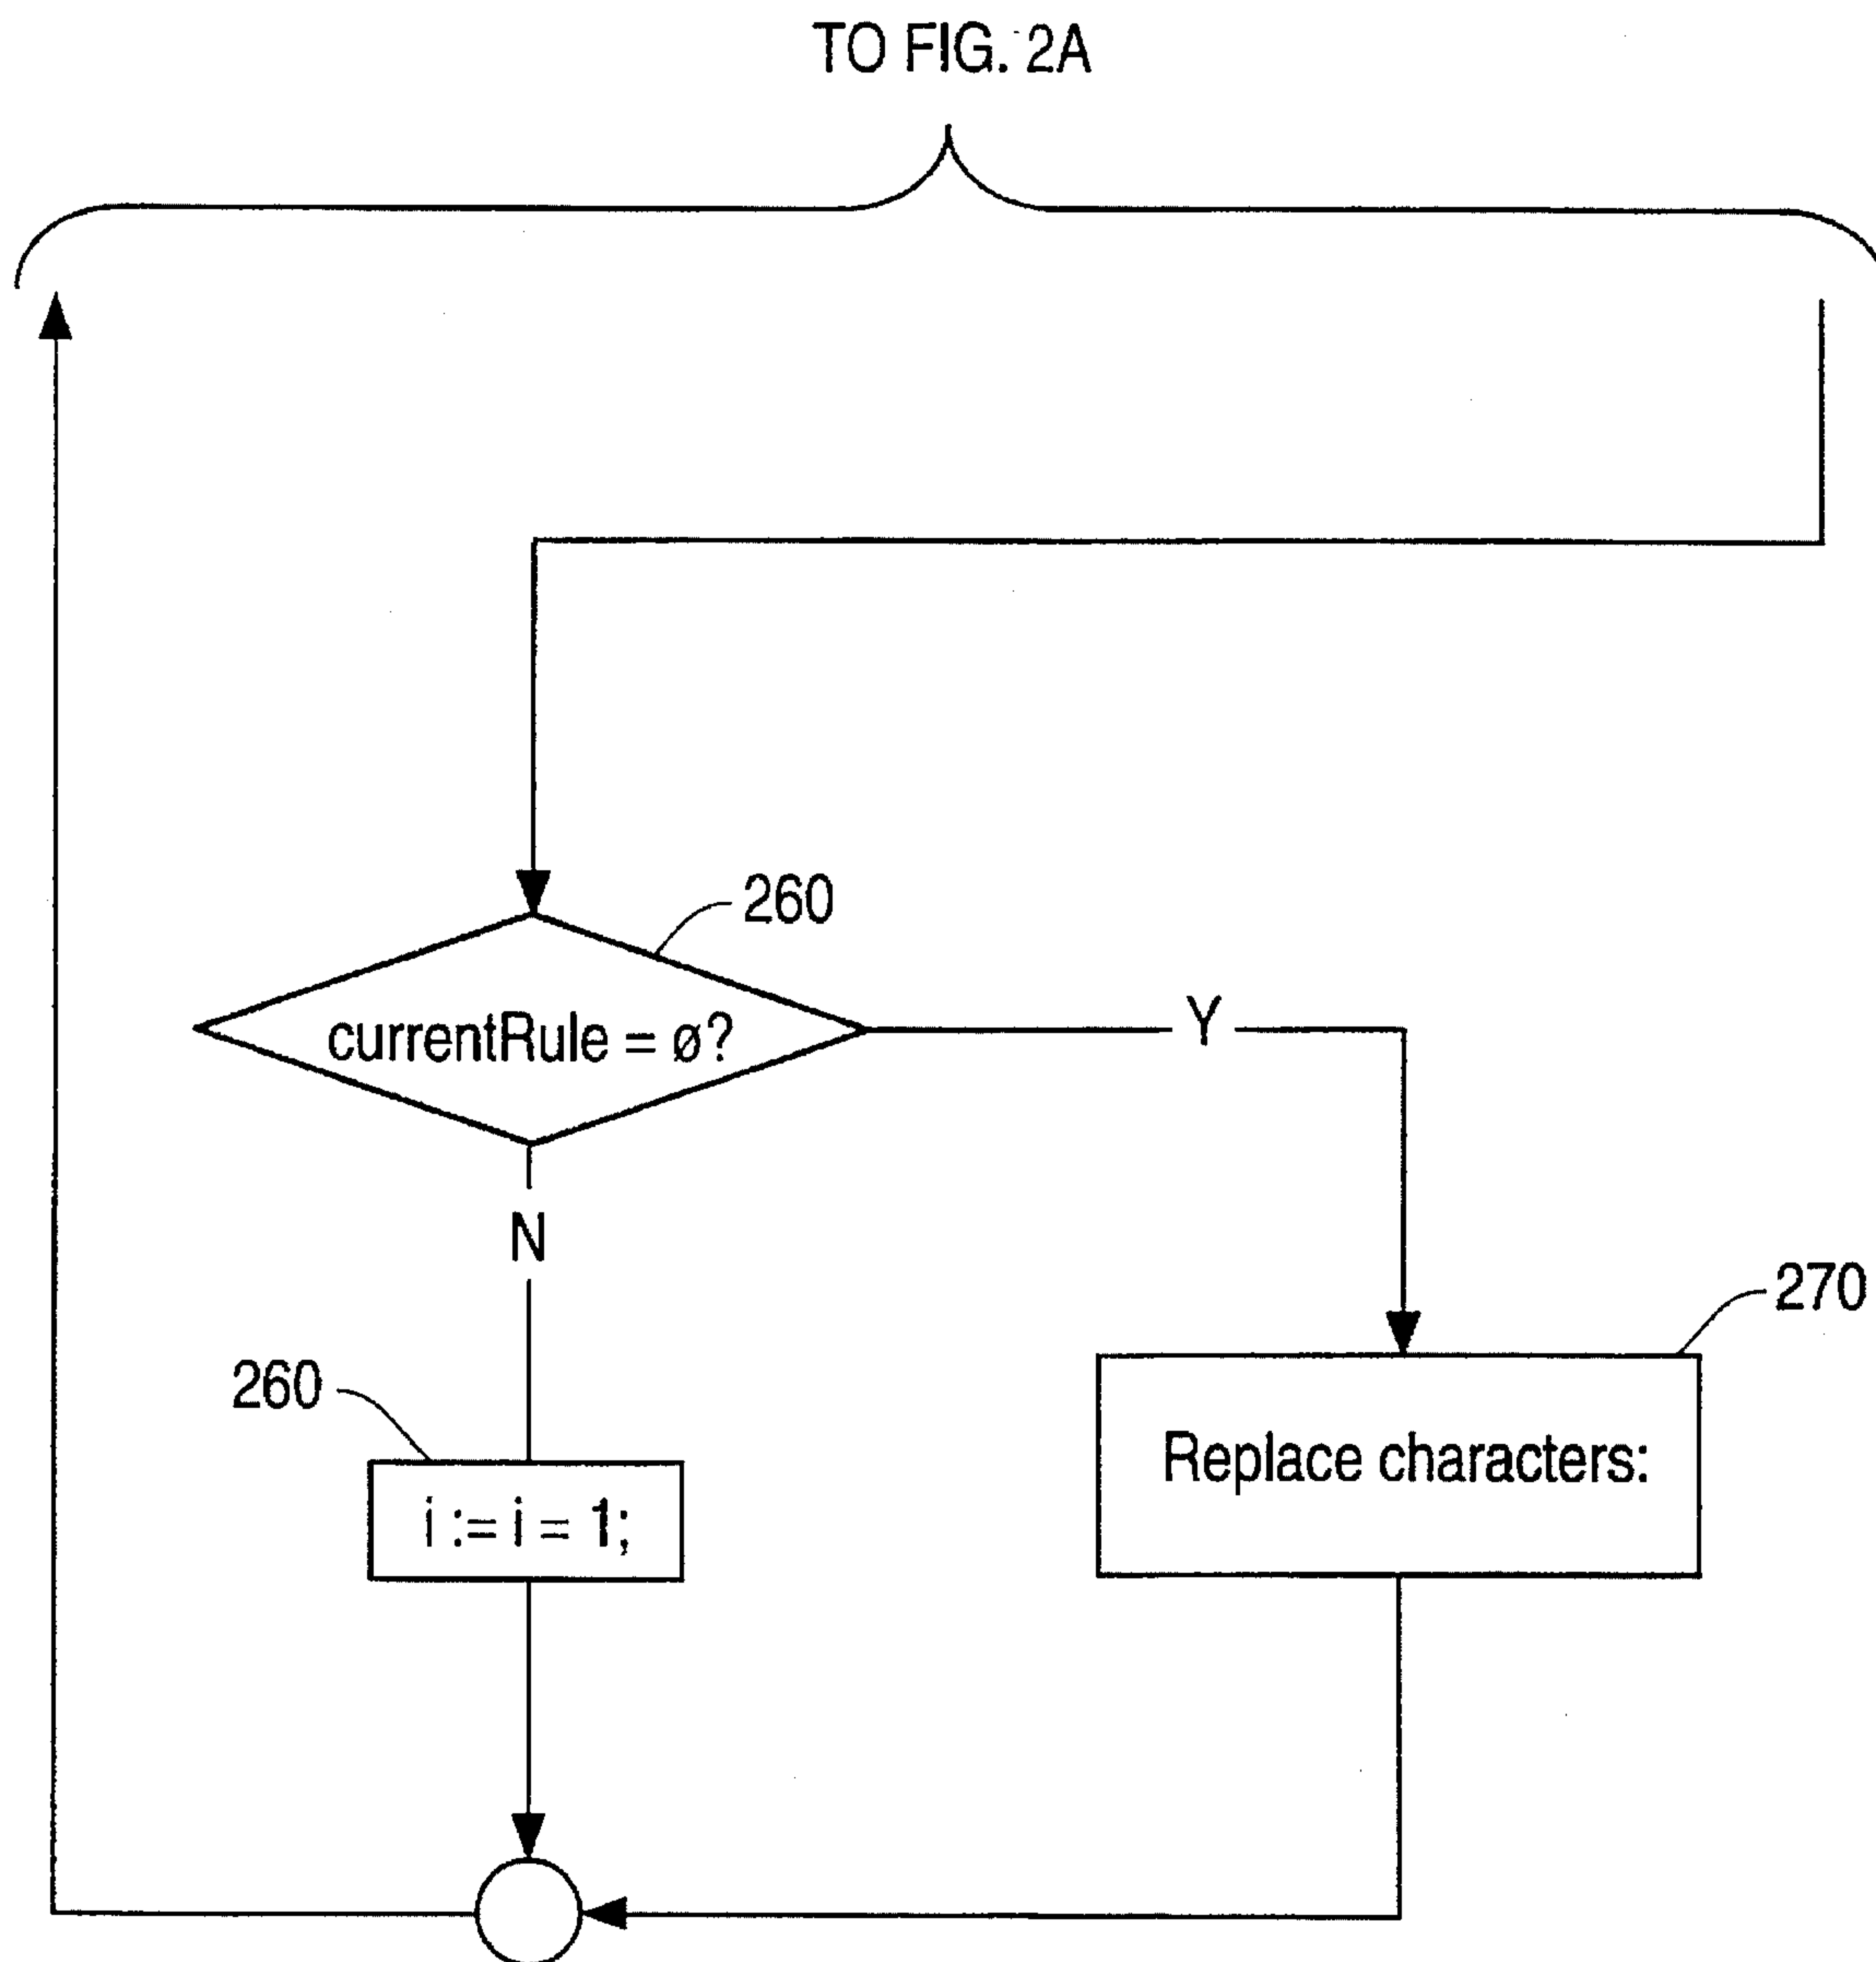 TO FIG. 2A
260
currentRule = ø?
Y
N
270
260
Replace characters:
i := i = 1;